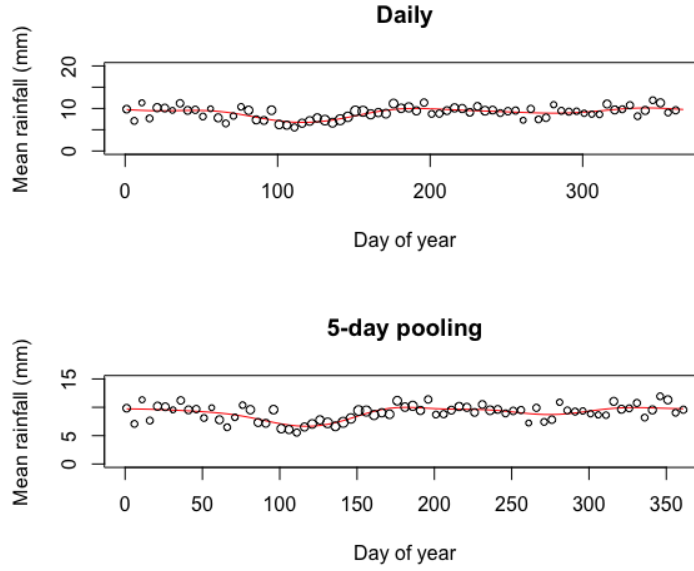 Daily
Mean rainfall (mm)
20
10
0
0 100 200 300
Day of year
5-day pooling
Mean rainfall (mm)
15
5
0
0 50 100 150 200 250 300 350
Day of year